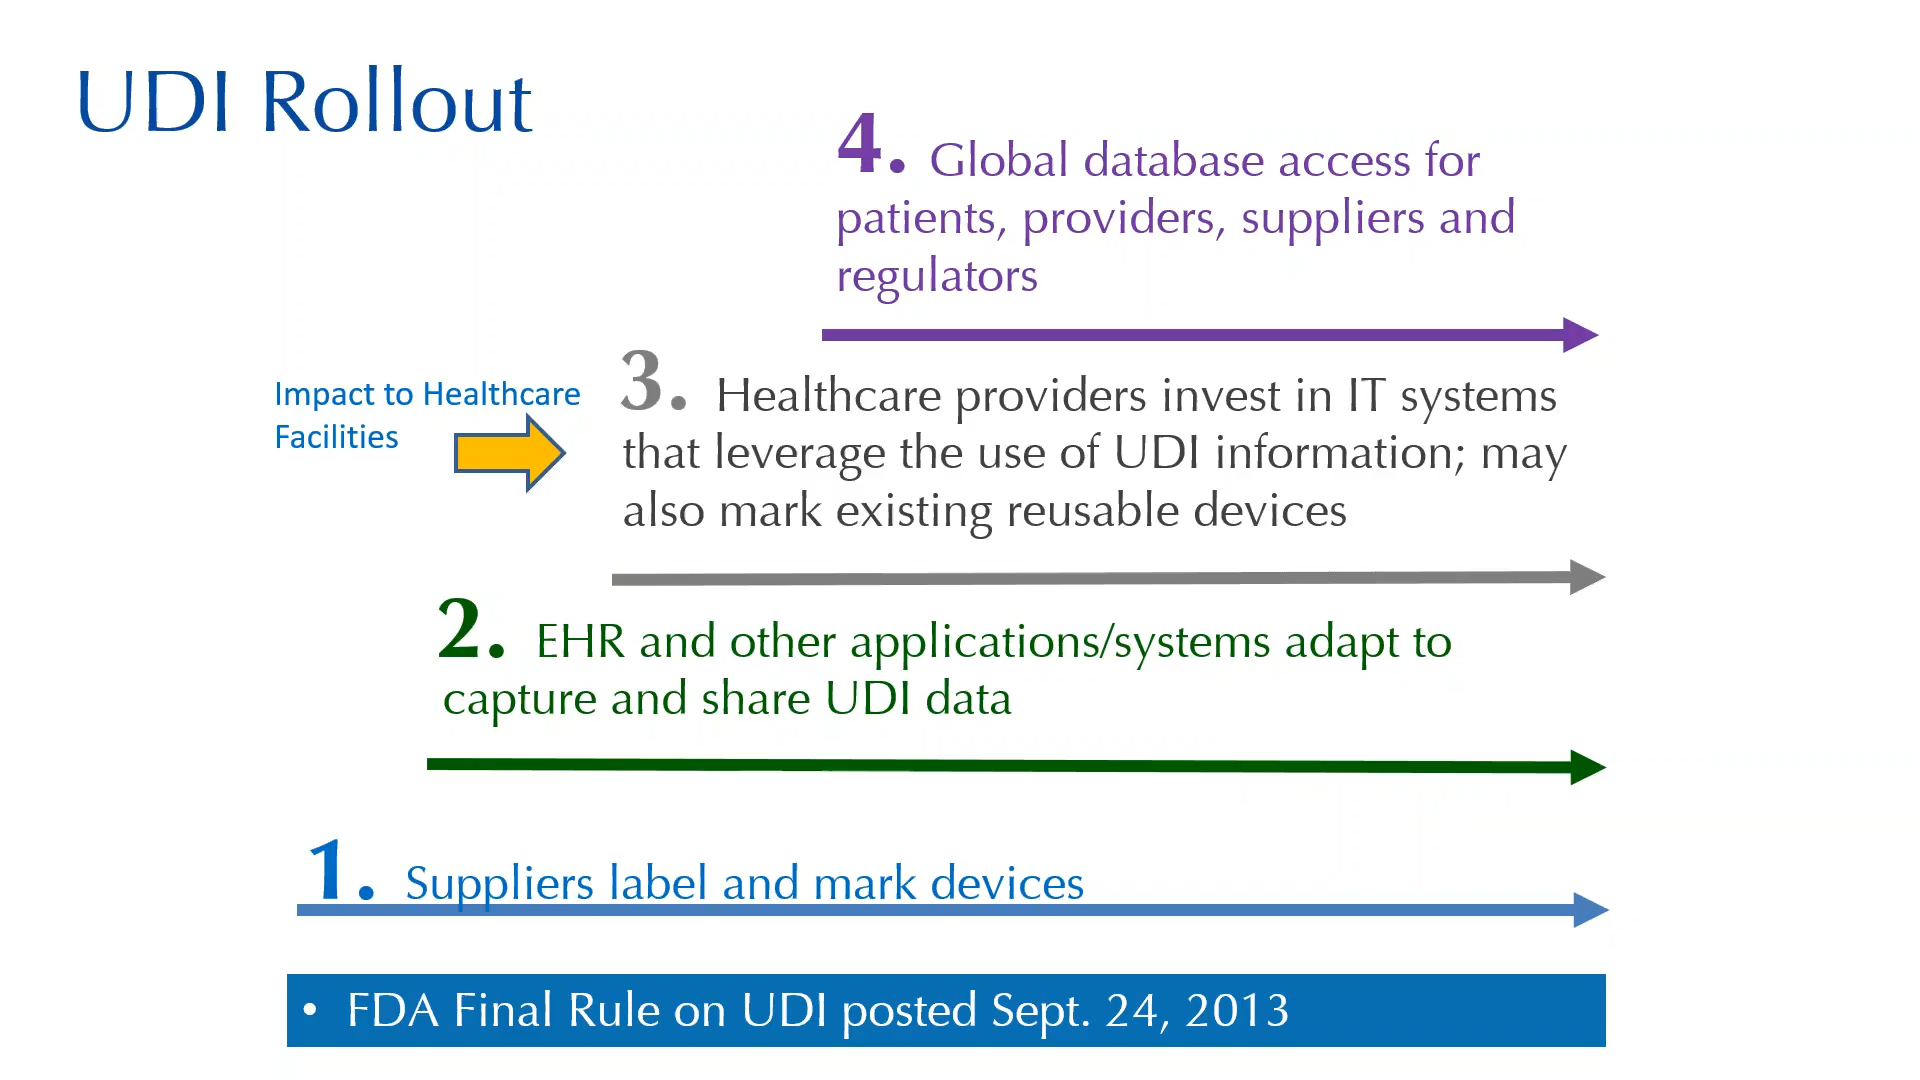 UDI Rollout
4. Global database access for
patients, providers, suppliers and
regulators
Impact to Healthcare
Facilities
3. Healthcare providers invest in IT systems
that leverage the use of UDI information; may
also mark existing reusable devices
2. EHR and other applications/systems adapt to
capture and share UDI data
1. Suppliers label and mark devices
• FDA Final Rule on UDI posted Sept. 24, 2013